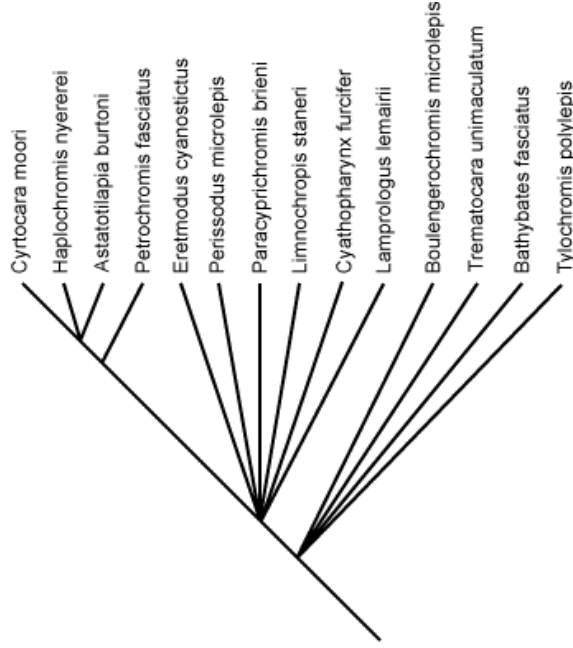 Cyrtocara moori
Haplochromis nyererei
Astatotilapia burtoni
Petrochromis fasciatus
Eretmodus cyanostictus
Perissodus microlepis
Paracyprichromis brieni
Limnochropis staneri
Cyathopharynx furcifer
Lamprologus lemairii
Boulengerochromis microlepis
Trematocara unimaculatum
Bathybates fasciatus
Tylochromis polylepis